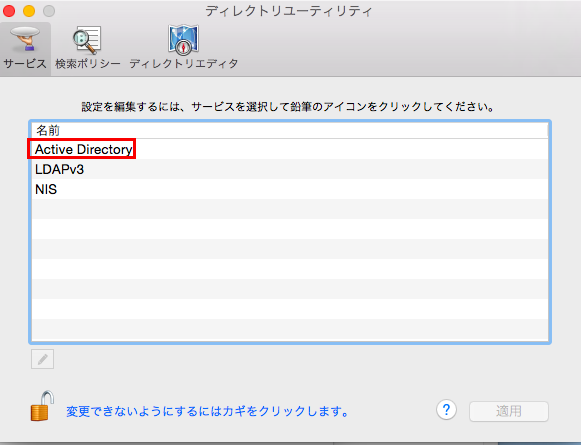 ディレクトリユーティリティ
サービス 検索ポリシー ディレクトリエディタ
設定を編集するには、サービスを選択して鉛筆のアイコンをクリックしてください。
名前
Active Directory
LDAPv3
NIS
変更できないようにするにはカギをクリックします。 ? 適用